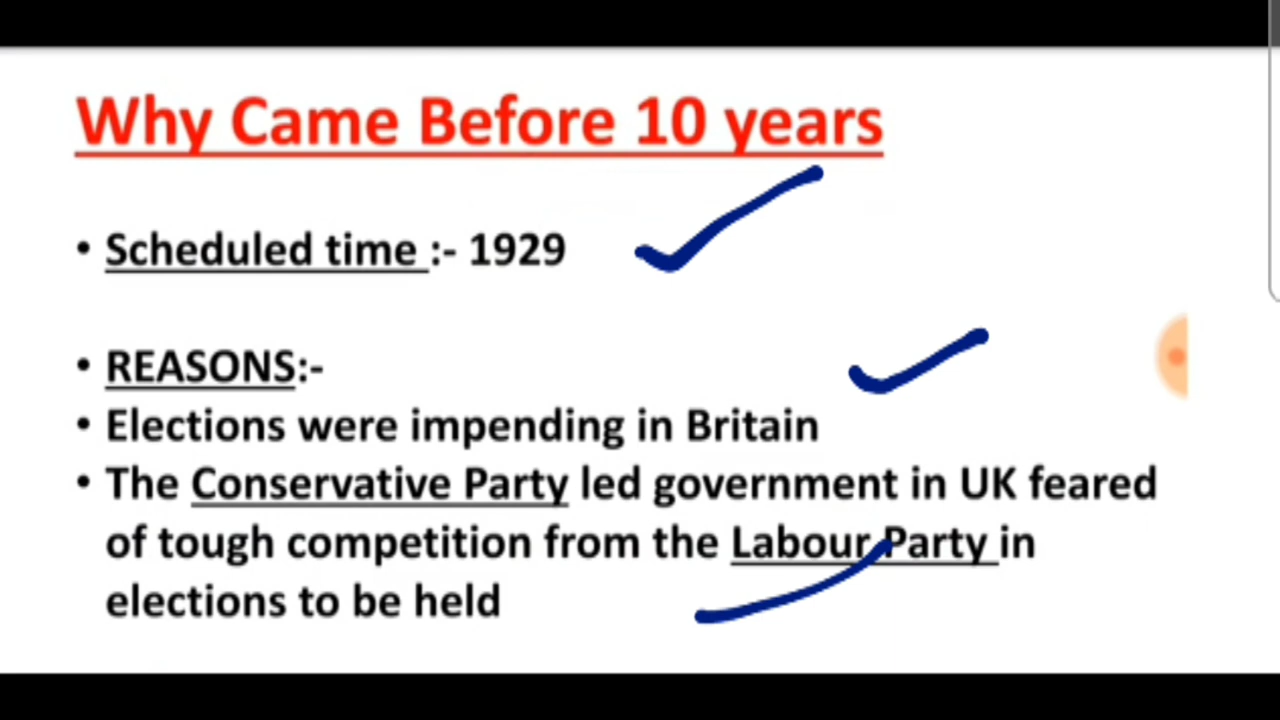 Why Came Before 10 years
• Scheduled time :- 1929
• REASONS:-
• Elections were impending in Britain
• The Conservative Party led government in UK feared
of tough competition from the Labour Party in
elections to be held